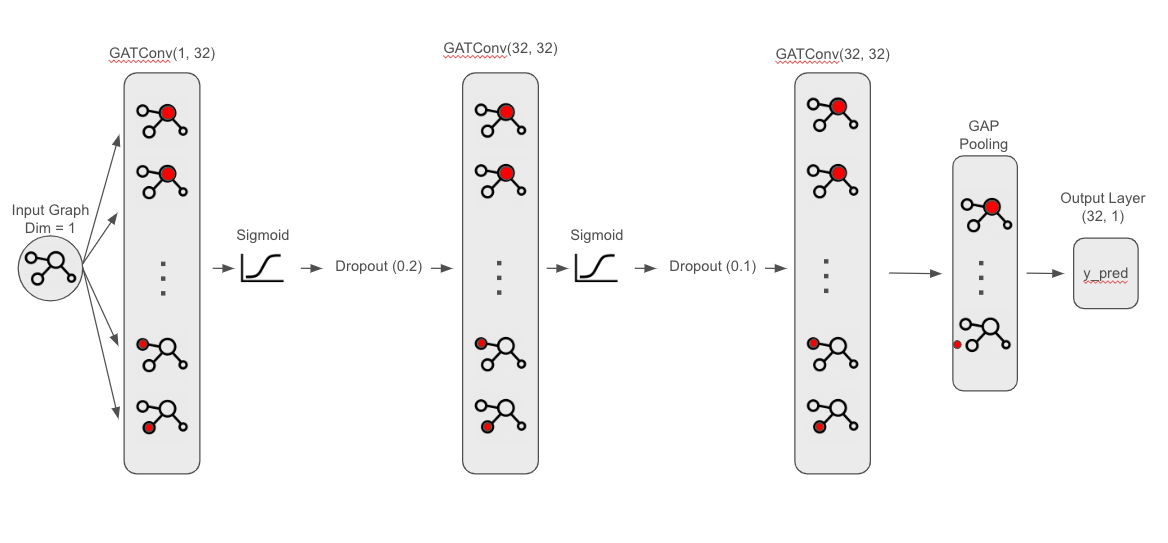 GATConv(1, 32)
GATConv(32, 32)
GATConv(32, 32)
GAP
Pooling
Input Graph
Dim = 1
Output Layer
(32, 1)
Sigmoid
Sigmoid
Dropout (0.2)
Dropout (0.1)
y_pred